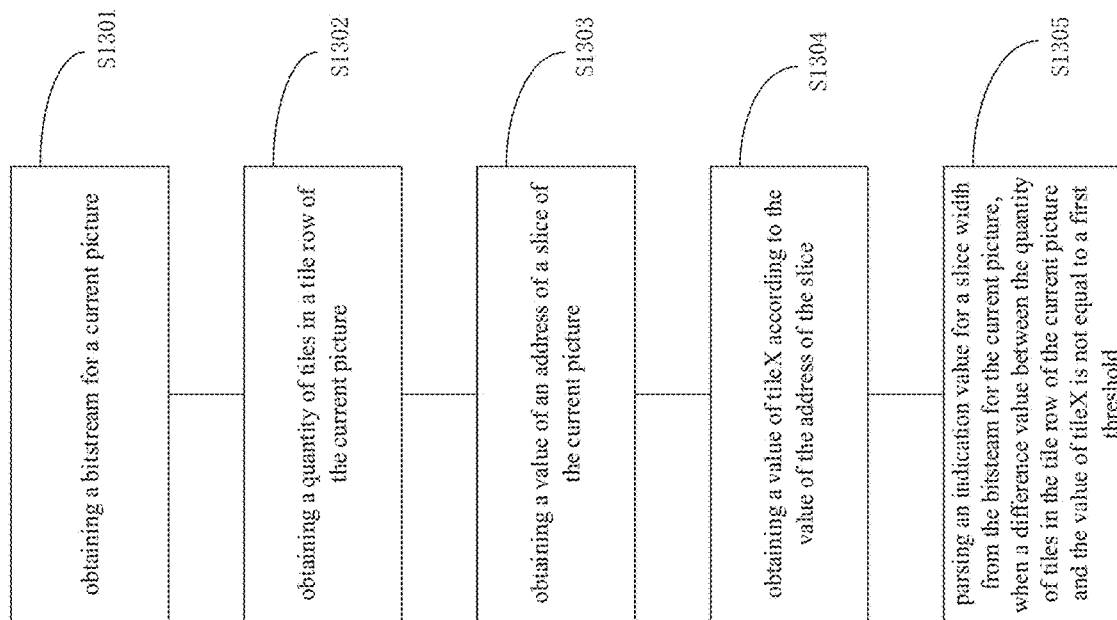 obtaining a bitstream for a current picture
S1301
obtaining a quantity of tiles in a tile row of
the current picture
S1302
obtaining a value of an address of a slice of
the current picture
S1303
obtaining a value of tileX according to the
value of the address of the slice
S1304
parsing an indication value for a slice width
from the bitsteam for the current picture,
when a difference value between the quantity
of tiles in the tile row of the current picture
and the value of tileX is not equal to a first
threshold
S1305